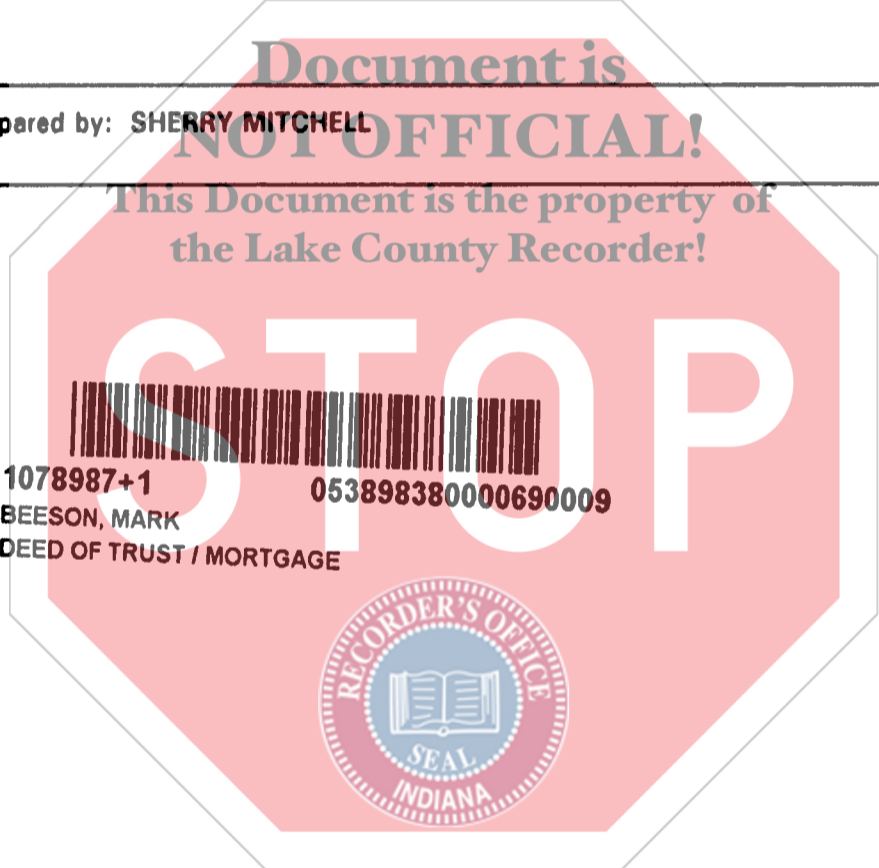 Document is
pared by: SHERRY MITCHELL
NOT OFFICIAL!
This Document is the property of
the Lake County Recorder!
STOP
1078987+1 053898380000690009
BEESON, MARK
DEED OF TRUST / MORTGAGE
RECORDER'S OFFICE
SEAL
INDIANA